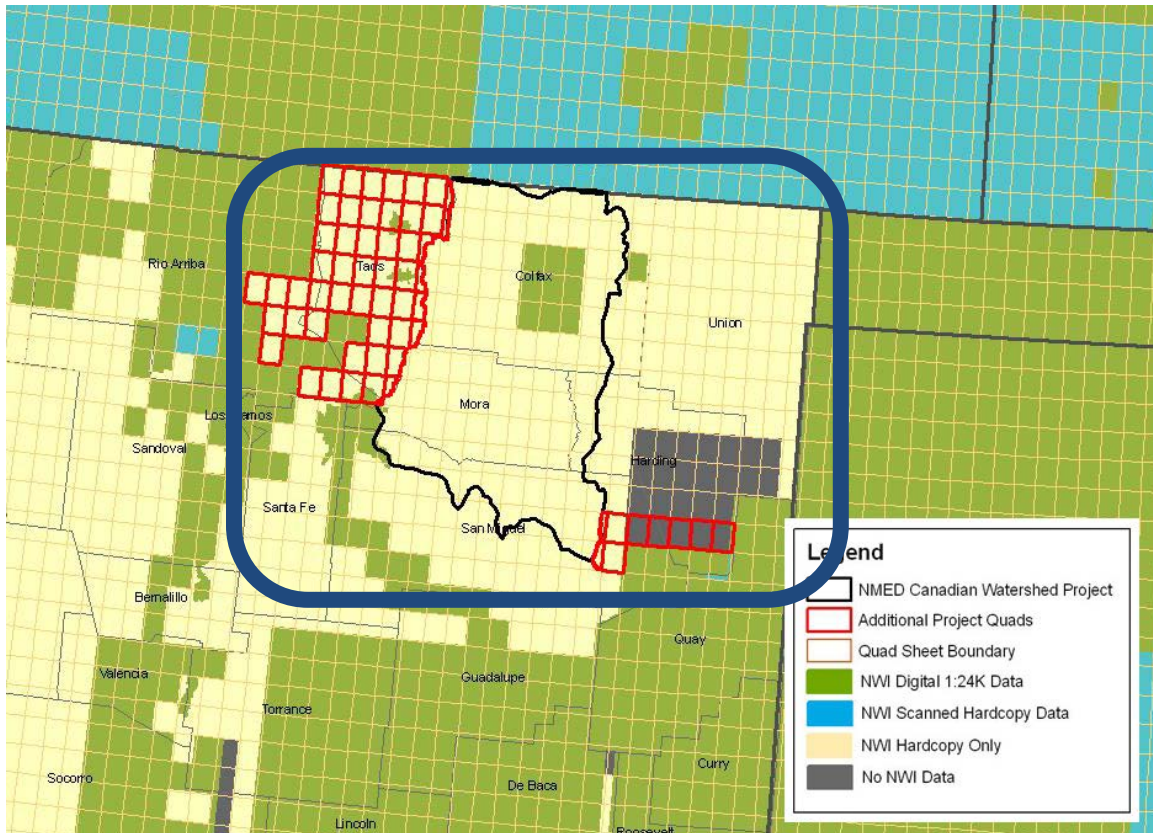 Rio Arriba
Taos
Colfax
Union
Mora
Los Alamos
Sandoval
Harding
Santa Fe
San Miguel
Bernalillo
Quay
Valencia
Guadalupe
Torrance
Curry
Socorro
De Baca
Lincoln
Roosevelt
Legend
NMED Canadian Watershed Project
Additional Project Quads
Quad Sheet Boundary
NWI Digital 1:24K Data
NWI Scanned Hardcopy Data
NWI Hardcopy Only
No NWI Data